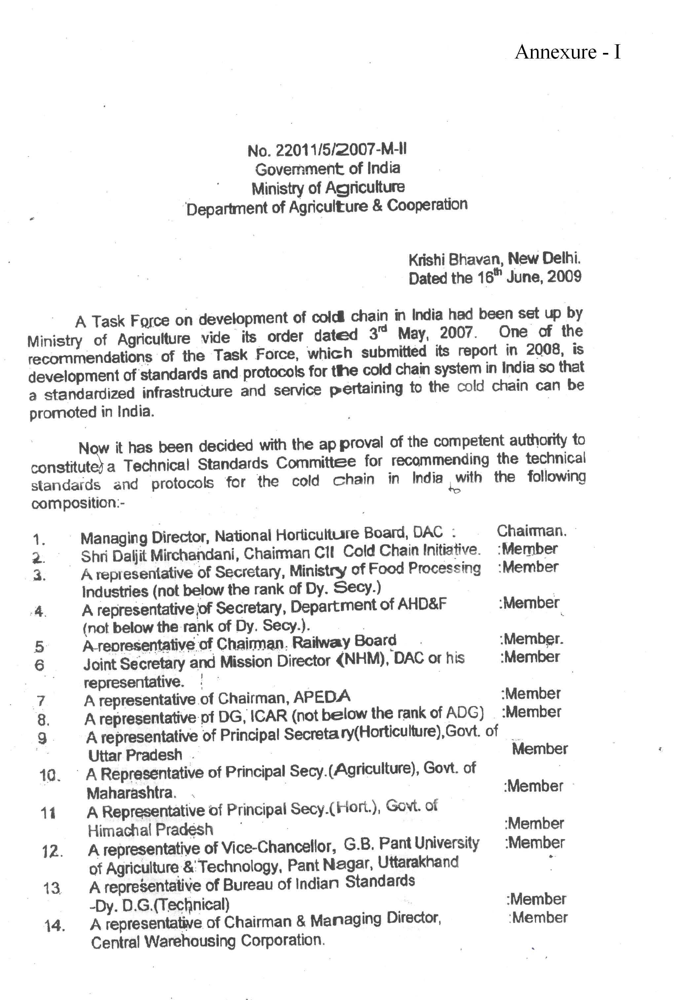 Annexure - I
No. 22011/5/2007-M-II
Government of India
Ministry of Agriculture
Department of Agriculture & Cooperation
Krishi Bhavan, New Delhi.
Dated the 16th June, 2009
A Task Force on development of cold chain in India had been set up by
Ministry of Agriculture vide its order dated 3rd May, 2007. One of the
recommendations of the Task Force, which submitted its report in 2008, is
development of standards and protocols for the cold chain system in India so that
a standardized infrastructure and service pertaining to the cold chain can be
promoted in India.
Now it has been decided with the approval of the competent authority to
constitute a Technical Standards Committee for recommending the technical
standards and protocols for the cold chain in India with the following
composition:-
1. Managing Director, National Horticulture Board, DAC : Chairman.
2. Shri Daljit Mirchandani, Chairman CII Cold Chain Initiative. :Member
3. A representative of Secretary, Ministry of Food Processing :Member
Industries (not below the rank of Dy. Secy.)
4. A representative of Secretary, Department of AHD&F :Member
(not below the rank of Dy. Secy.).
5 A representative of Chairman, Railway Board :Member.
6 Joint Secretary and Mission Director (NHM), DAC or his :Member
representative.
7 A representative of Chairman, APEDA :Member
8. A representative of DG, ICAR (not below the rank of ADG) :Member
9 A representative of Principal Secretary(Horticulture),Govt. of
Uttar Pradesh Member
10. A Representative of Principal Secy.(Agriculture), Govt. of
Maharashtra. :Member
11 A Representative of Principal Secy.(Hort.), Govt. of
Himachal Pradesh :Member
12. A representative of Vice-Chancellor, G.B. Pant University :Member
of Agriculture & Technology, Pant Nagar, Uttarakhand
13. A representative of Bureau of Indian Standards
-Dy. D.G.(Technical) :Member
14. A representative of Chairman & Managing Director, :Member
Central Warehousing Corporation.